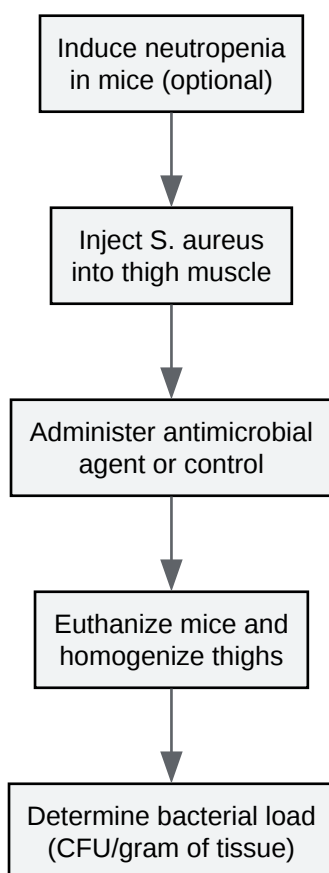 Induce neutropenia
in mice (optional)
Inject S. aureus
into thigh muscle
Administer antimicrobial
agent or control
Euthanize mice and
homogenize thighs
Determine bacterial load
(CFU/gram of tissue)